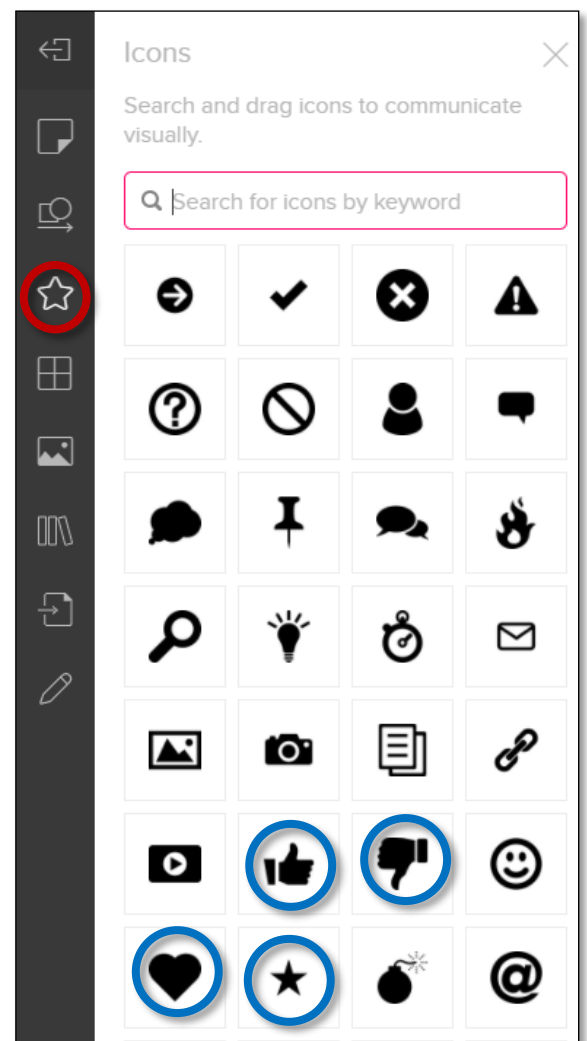 Icons
Search and drag icons to communicate
visually.
Search for icons by keyword